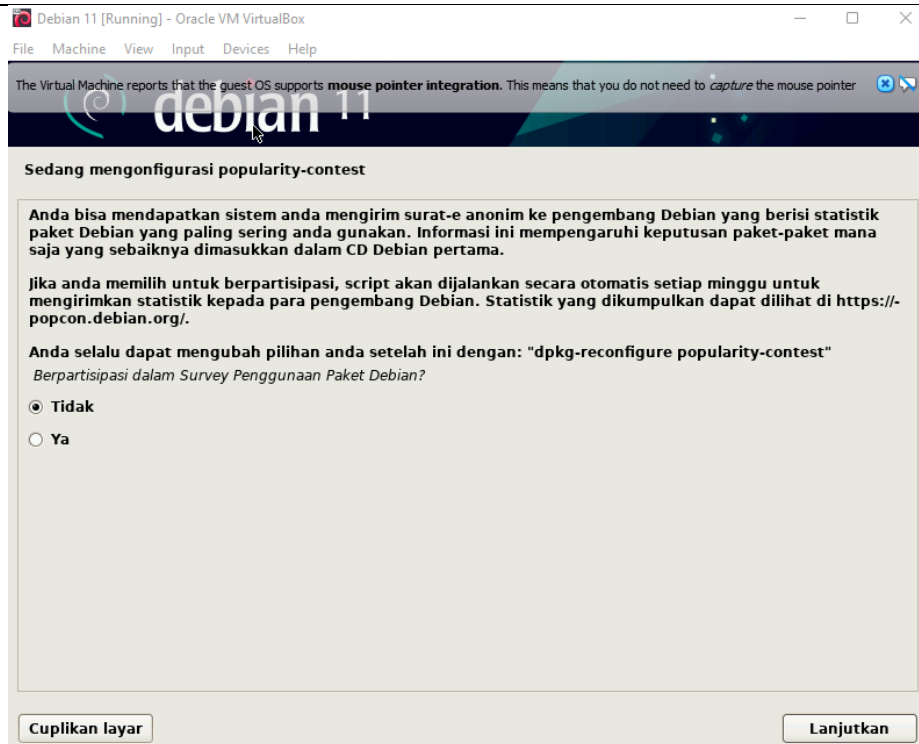 Debian 11 [Running] - Oracle VM VirtualBox
File Machine View Input Devices Help
The Virtual Machine reports that the guest OS supports mouse pointer integration. This means that you do not need to capture the mouse pointer
debian 11
Sedang mengonfigurasi popularity-contest
Anda bisa mendapatkan sistem anda mengirim surat-e anonim ke pengembang Debian yang berisi statistik
paket Debian yang paling sering anda gunakan. Informasi ini mempengaruhi keputusan paket-paket mana
saja yang sebaiknya dimasukkan dalam CD Debian pertama.
Jika anda memilih untuk berpartisipasi, script akan dijalankan secara otomatis setiap minggu untuk
mengirimkan statistik kepada para pengembang Debian. Statistik yang dikumpulkan dapat dilihat di https://-
popcon.debian.org/.
Anda selalu dapat mengubah pilihan anda setelah ini dengan: "dpkg-reconfigure popularity-contest"
Berpartisipasi dalam Survey Penggunaan Paket Debian?
Tidak
Ya
Cuplikan layar
Lanjutkan